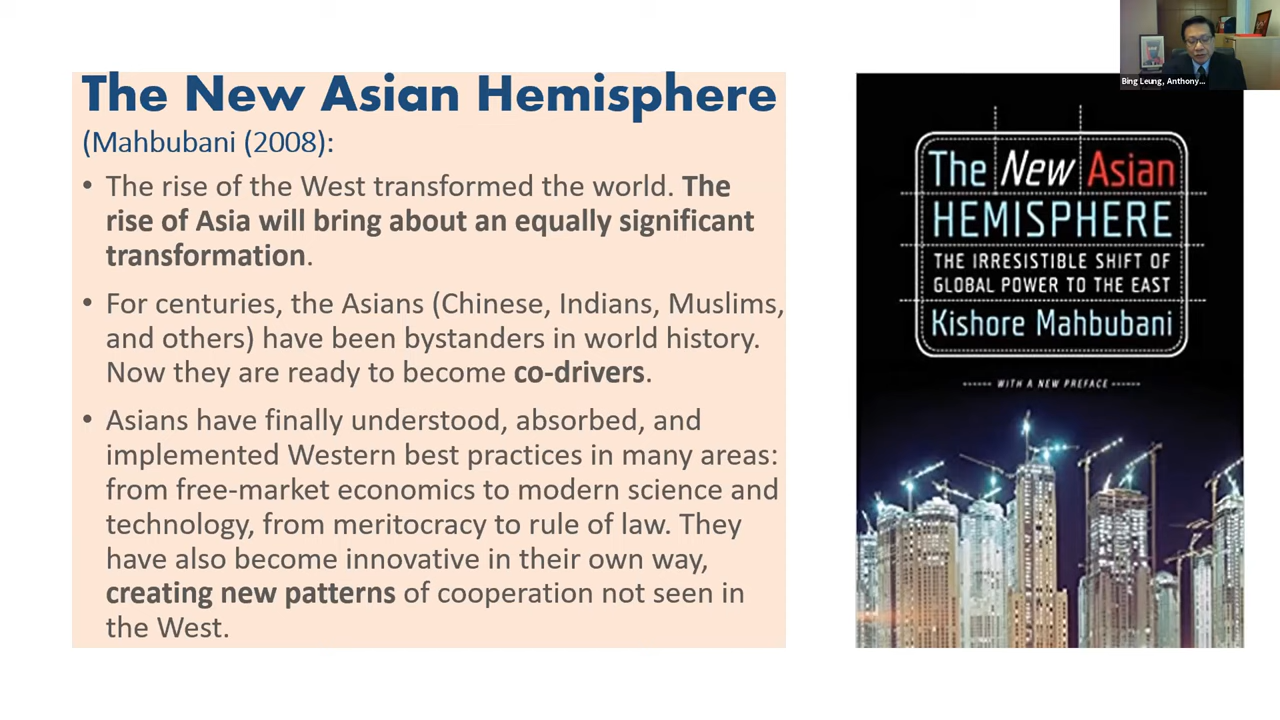 The New Asian Hemisphere
(Mahbubani (2008):
• The rise of the West transformed the world. The
rise of Asia will bring about an equally significant
transformation.
• For centuries, the Asians (Chinese, Indians, Muslims,
and others) have been bystanders in world history.
Now they are ready to become co-drivers.
• Asians have finally understood, absorbed, and
implemented Western best practices in many areas:
from free-market economics to modern science and
technology, from meritocracy to rule of law. They
have also become innovative in their own way,
creating new patterns of cooperation not seen in
the West.
The New Asian
HEMISPHERE
THE IRRESISTIBLE SHIFT OF
GLOBAL POWER TO THE EAST
Kishore Mahbubani
WITH A NEW PREFACE
Bing Leung, Anthony...